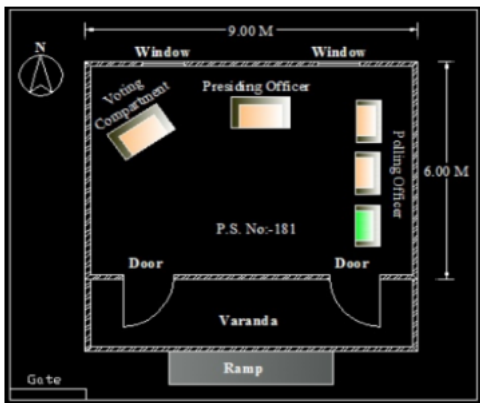 9.00 M
N
Window
Window
Voting
Compartment
Presiding Officer
Polling Officer
6.00 M
P.S. No:-181
Door
Door
Varanda
Ramp
Gate